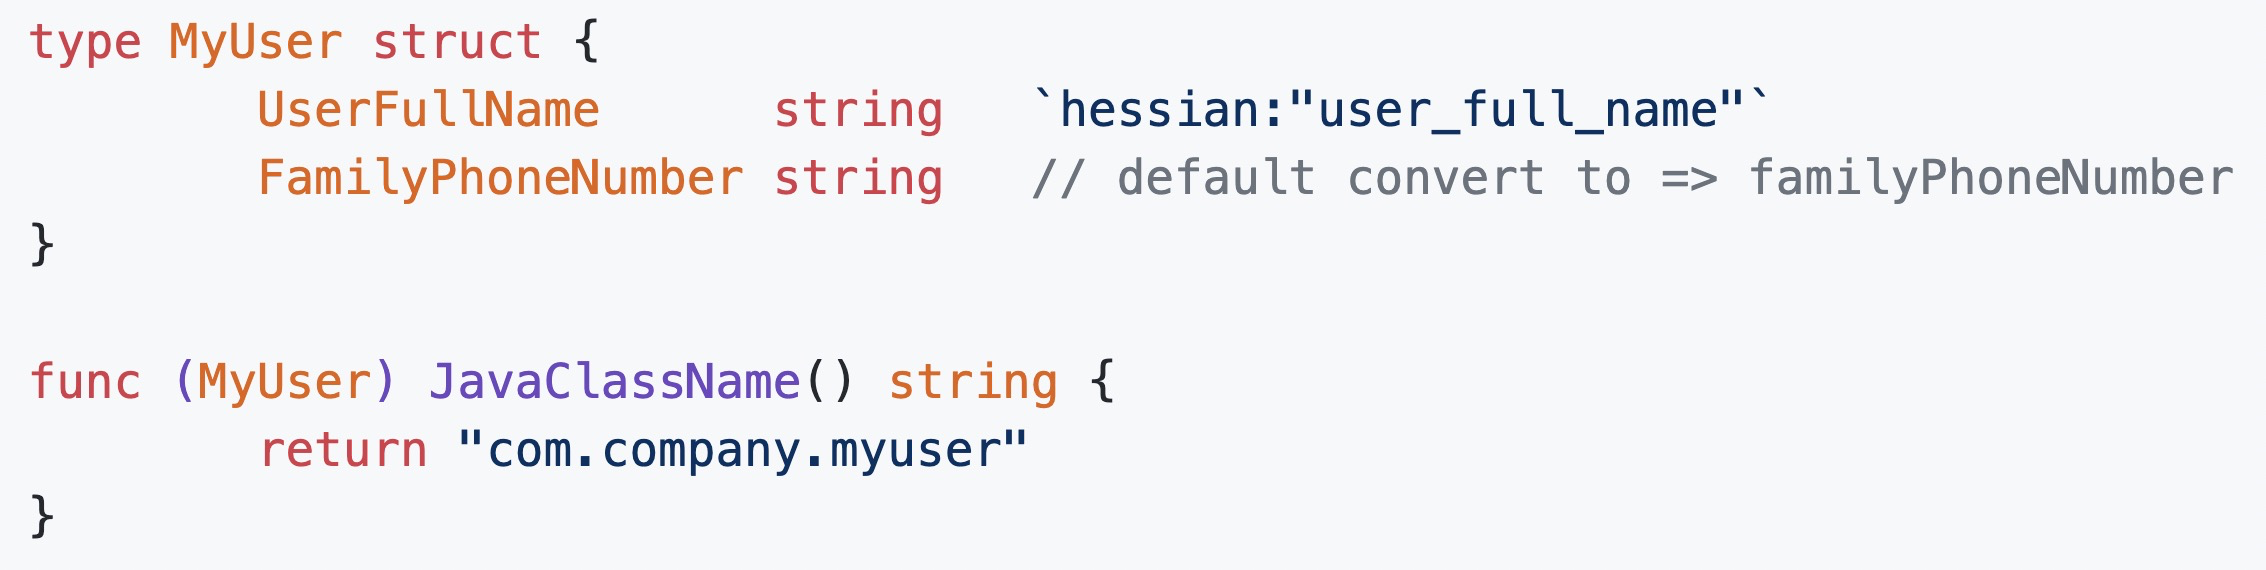 type MyUser struct {
        UserFullName      string   `hessian:"user_full_name"`
        FamilyPhoneNumber string   // default convert to => familyPhoneNumber
}

func (MyUser) JavaClassName() string {
        return "com.company.myuser"
}